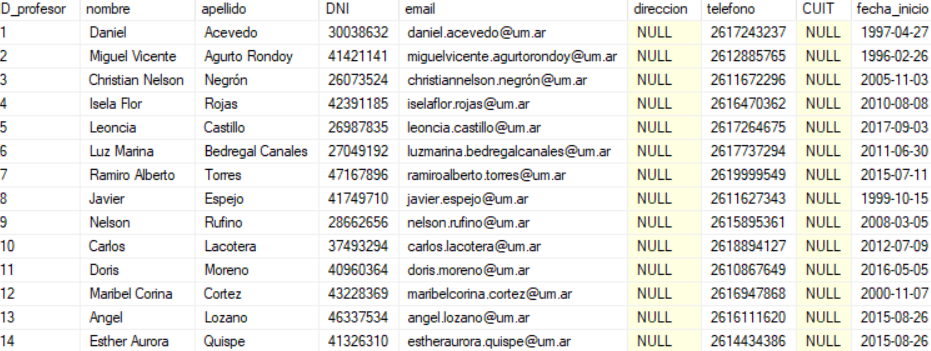 D_profesor nombre apellido DNI email direccion telefono CUIT fecha_inicio
1 Daniel Acevedo 30038632 daniel.acevedo@um.ar NULL 2617243237 NULL 1997-04-27
2 Miguel Vicente Agurto Rondoy 41421141 miguelvicente.agurtorondoy@um.ar NULL 2612885765 NULL 1996-02-26
3 Christian Nelson Negrón 26073524 christiannelson.negrón@um.ar NULL 2611672296 NULL 2005-11-03
4 Isela Flor Rojas 42391185 iselaflor.rojas@um.ar NULL 2616470362 NULL 2010-08-08
5 Leoncia Castillo 26987835 leoncia.castillo@um.ar NULL 2617264675 NULL 2017-09-03
6 Luz Marina Bedregal Canales 27049192 luzmarina.bedregalcanales@um.ar NULL 2617737294 NULL 2011-06-30
7 Ramiro Alberto Torres 47167896 ramiroalberto.torres@um.ar NULL 2619999549 NULL 2015-07-11
8 Javier Espejo 41749710 javier.espejo@um.ar NULL 2611627343 NULL 1999-10-15
9 Nelson Rufino 28662656 nelson.rufino@um.ar NULL 2615895361 NULL 2008-03-05
10 Carlos Lacotera 37493294 carlos.lacotera@um.ar NULL 2618894127 NULL 2012-07-09
11 Doris Moreno 40960364 doris.moreno@um.ar NULL 2610867649 NULL 2016-05-05
12 Maribel Corina Cortez 43228369 maribelcorina.cortez@um.ar NULL 2616947868 NULL 2000-11-07
13 Angel Lozano 46337534 angel.lozano@um.ar NULL 2616111620 NULL 2015-08-26
14 Esther Aurora Quispe 41326310 estheraurora.quispe@um.ar NULL 2614434386 NULL 2015-08-26